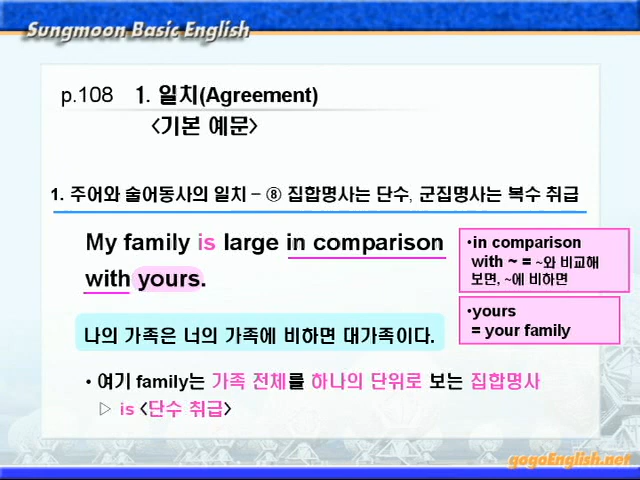 Sungmoon Basic English
p.108 1. 일치(Agreement)
<기본 예문>
1. 주어와 술어동사의 일치 – ⑧ 집합명사는 단수, 군집명사는 복수 취급
My family is large in comparison
with yours.
•in comparison
with ~ = ~와 비교해
보면, ~에 비하면
•yours
= your family
나의 가족은 너의 가족에 비하면 대가족이다.
• 여기 family는 가족 전체를 하나의 단위로 보는 집합명사
▷ is <단수 취급>
gogoEnglish.net